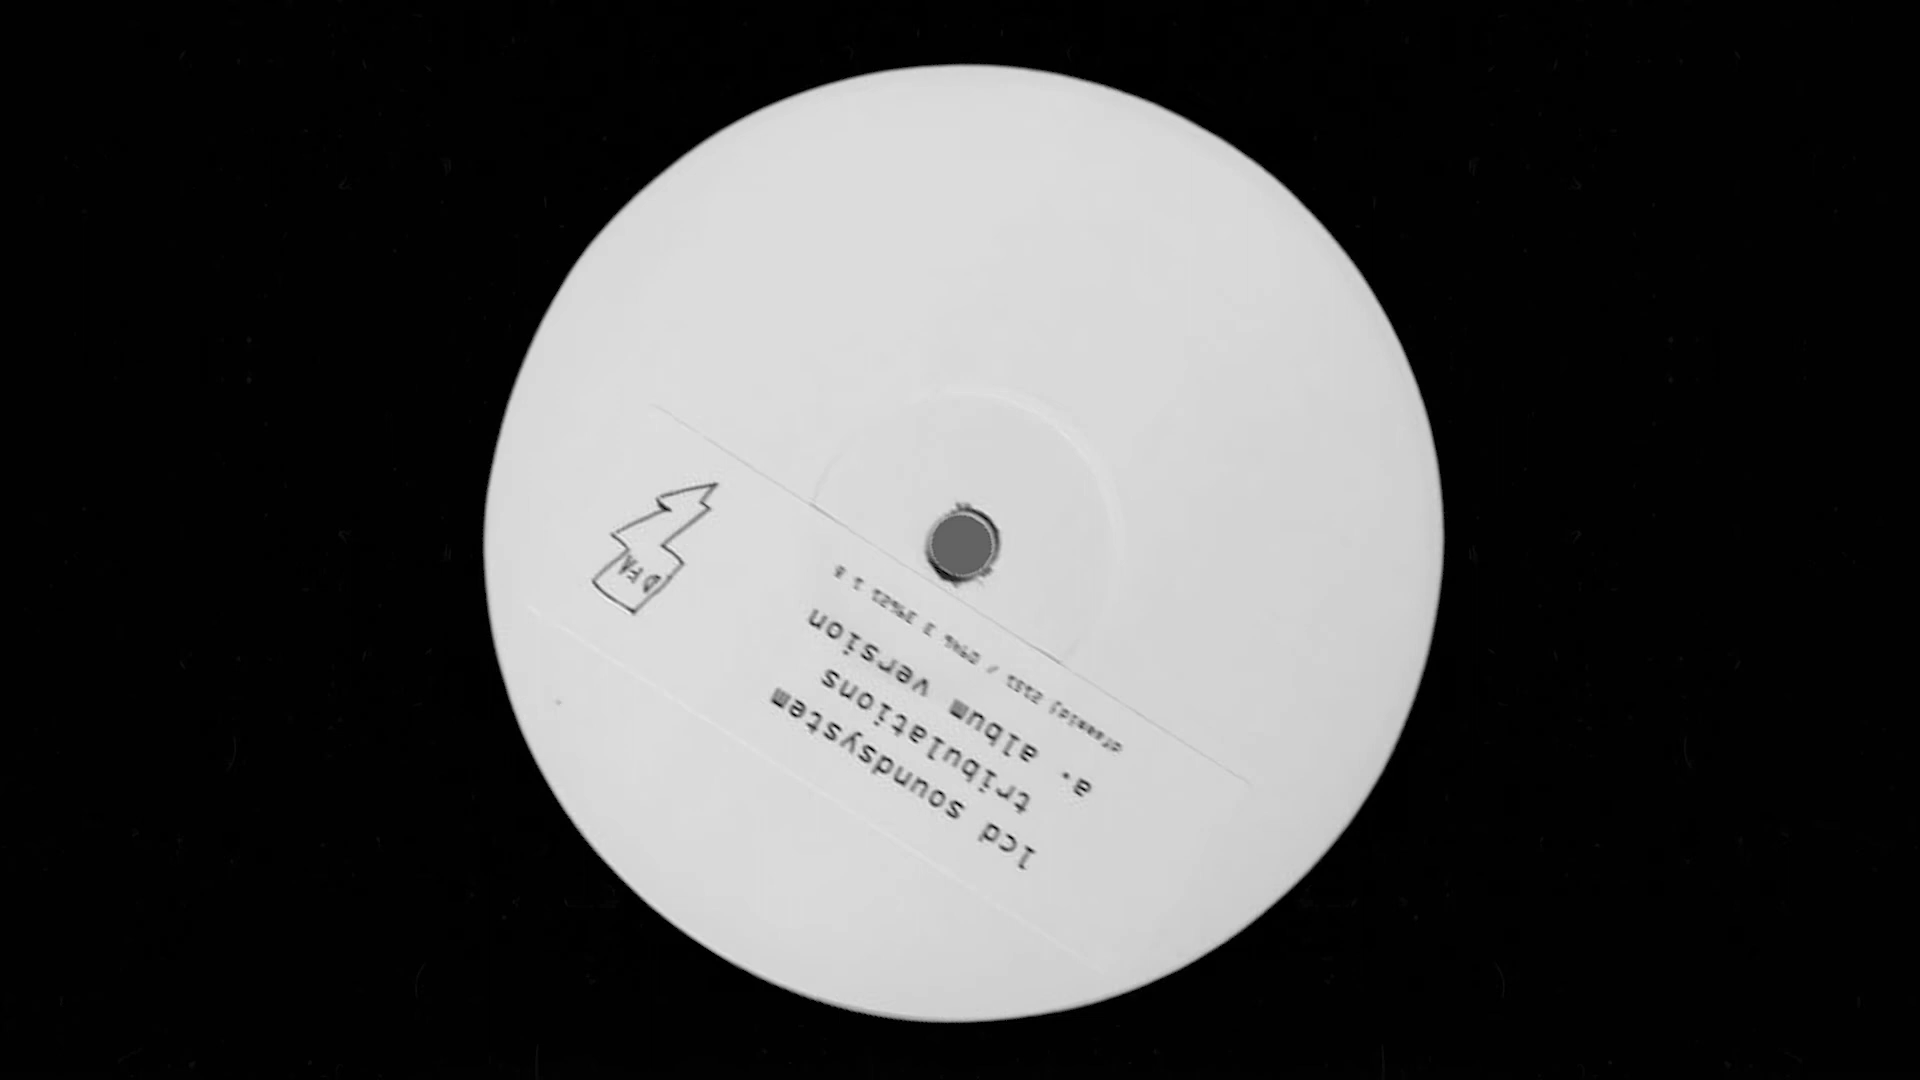 lcd soundsystem
tribulations
a. album version
DFA